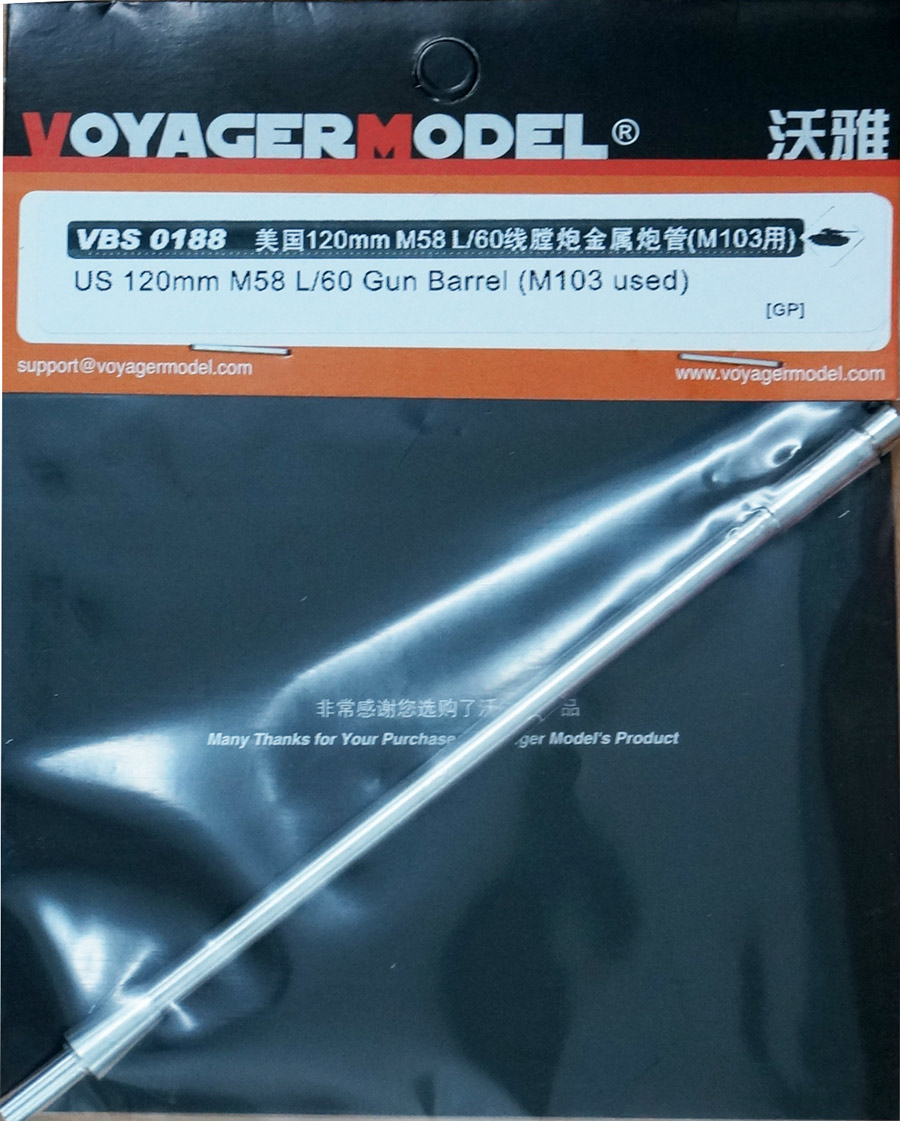 VOYAGERMODEL® 沃雅
VBS 0188 美国120mm M58 L/60线膛炮金属炮管(M103用)
US 120mm M58 L/60 Gun Barrel (M103 used)
[GP]
support@voyagermodel.com www.voyagermodel.com
非常感谢您选购了沃 品
Many Thanks for Your Purchase ger Model's Product